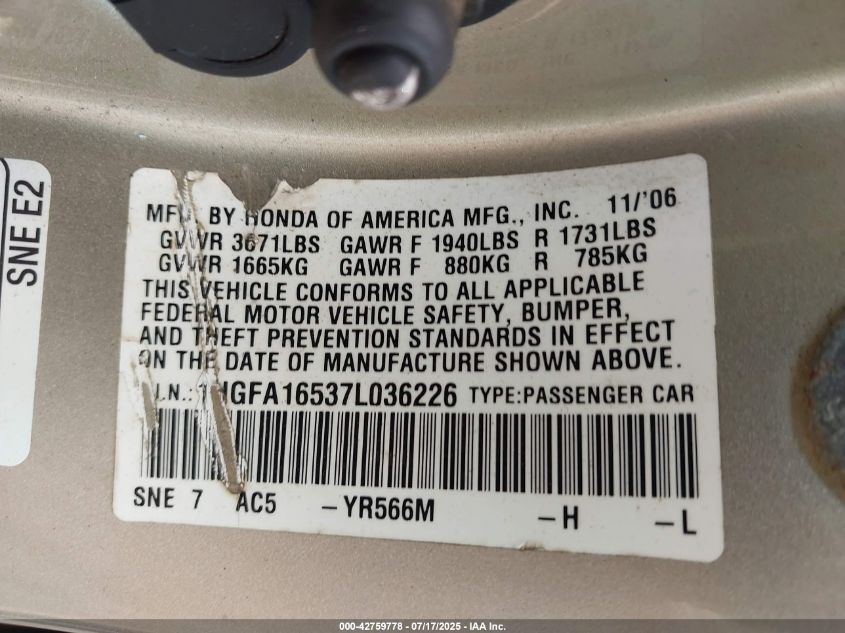 SNE E2
MFD. BY HONDA OF AMERICA MFG., INC. 11/'06
GVWR 3671LBS GAWR F 1940LBS R 1731LBS
GVWR 1665KG GAWR F 880KG R 785KG
THIS VEHICLE CONFORMS TO ALL APPLICABLE
FEDERAL MOTOR VEHICLE SAFETY, BUMPER,
AND THEFT PREVENTION STANDARDS IN EFFECT
ON THE DATE OF MANUFACTURE SHOWN ABOVE.
HGFA16537L036226 TYPE:PASSENGER CAR
SNE 7 AC5 -YR566M -H -L
000-42759778 - 07/17/2025 - IAA Inc.